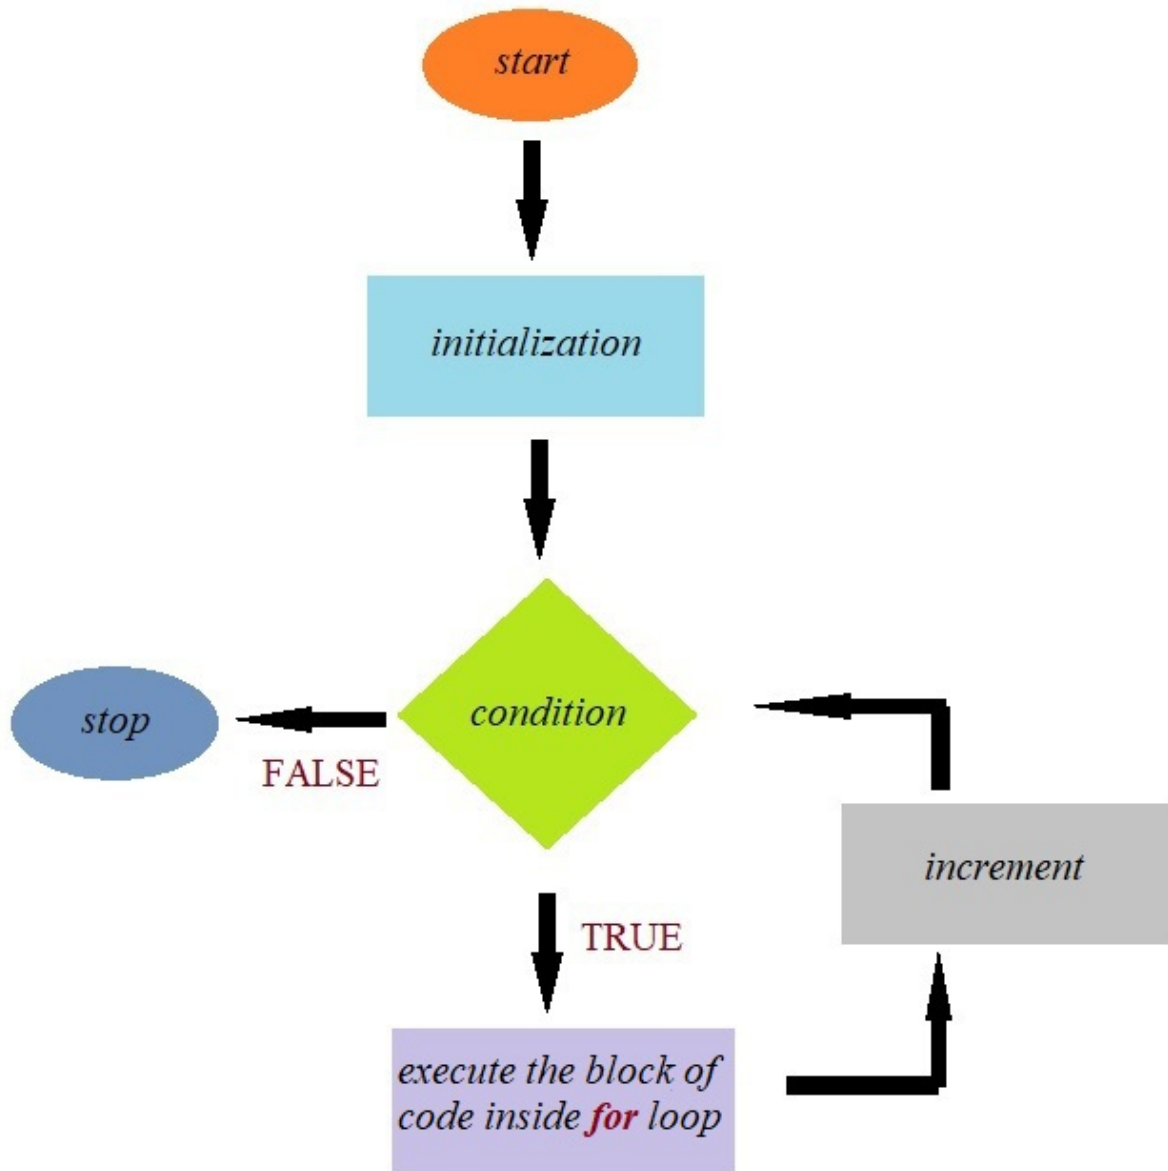 start
initialization
condition
stop
FALSE
increment
TRUE
execute the block of
code inside for loop